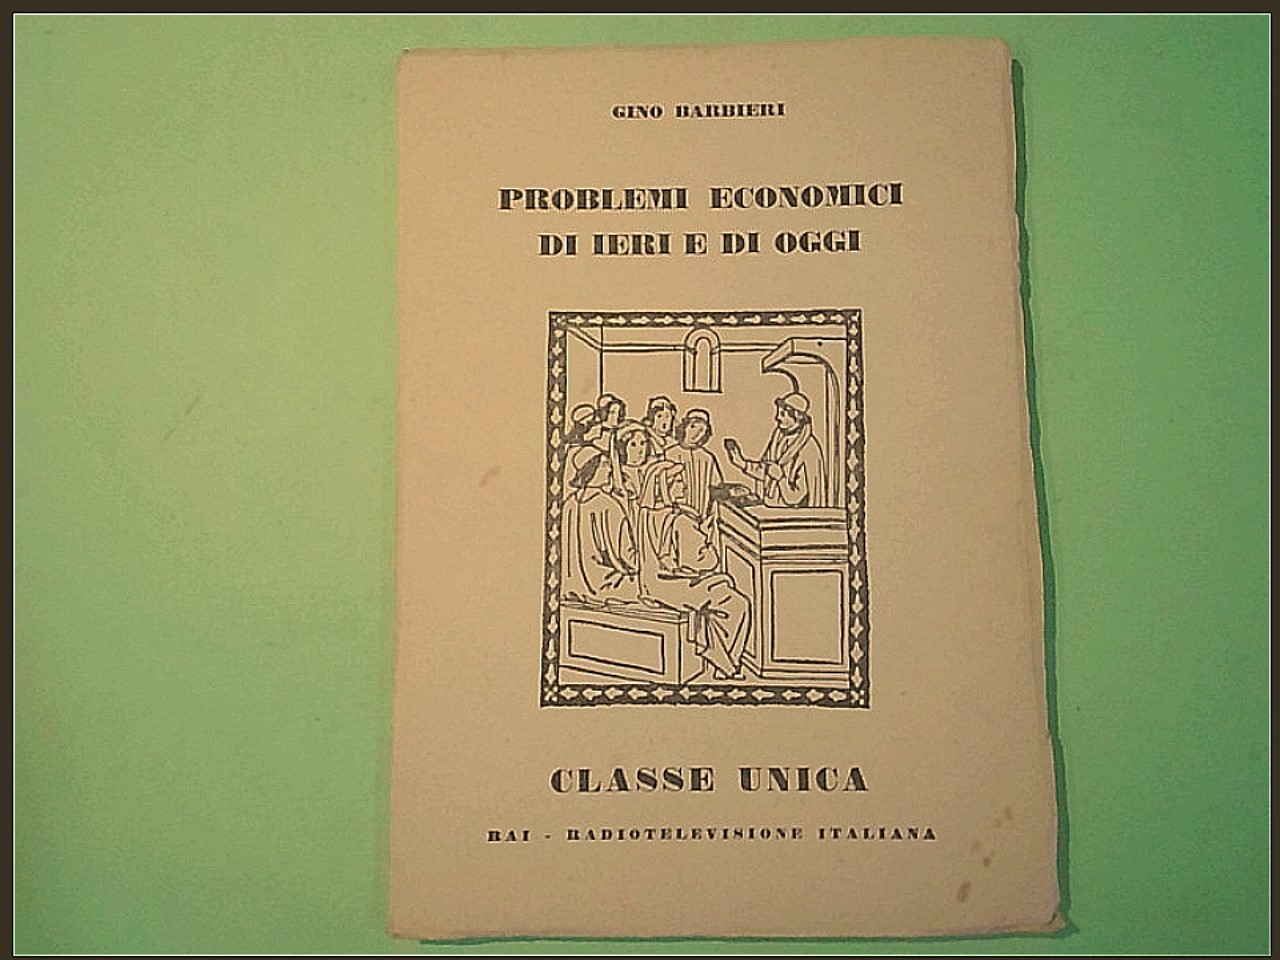 GINO BARBIERI
PROBLEMI ECONOMICI
DI IERI E DI OGGI
CLASSE UNICA
RAI - RADIOTELEVISIONE ITALIANA